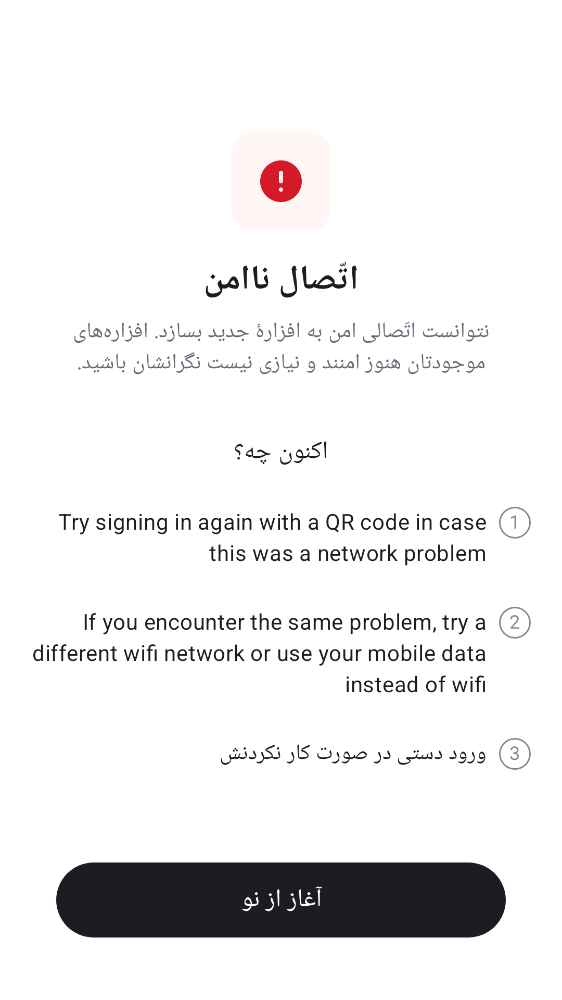 اتّصال ناامن
نتوانست اتّصالی امن به افزارهٔ جدید بسازد. افزاره‌های
موجودتان هنوز امنند و نیازی نیست نگرانشان باشید.
اکنون چه؟
1 Try signing in again with a QR code in case
this was a network problem
2 If you encounter the same problem, try a
different wifi network or use your mobile data
instead of wifi
3 ورود دستی در صورت کار نکردنش
آغاز از نو